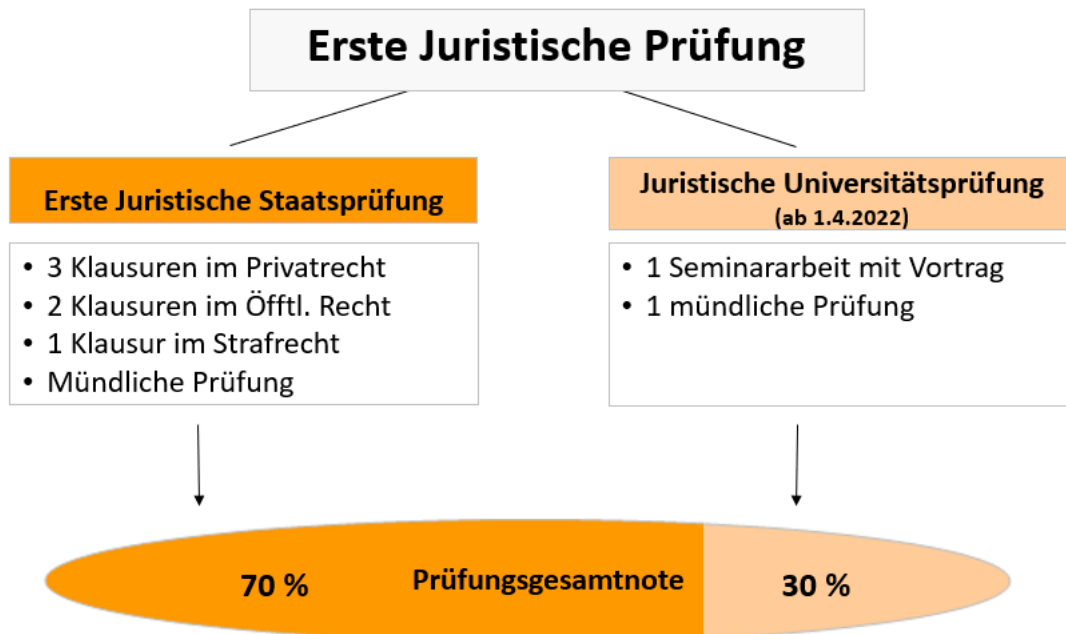 Erste Juristische Prüfung
Erste Juristische Staatsprüfung
• 3 Klausuren im Privatrecht
• 2 Klausuren im Öfftl. Recht
• 1 Klausur im Strafrecht
• Mündliche Prüfung
Juristische Universitätsprüfung
(ab 1.4.2022)
• 1 Seminararbeit mit Vortrag
• 1 mündliche Prüfung
70 % Prüfungsgesamtnote 30 %